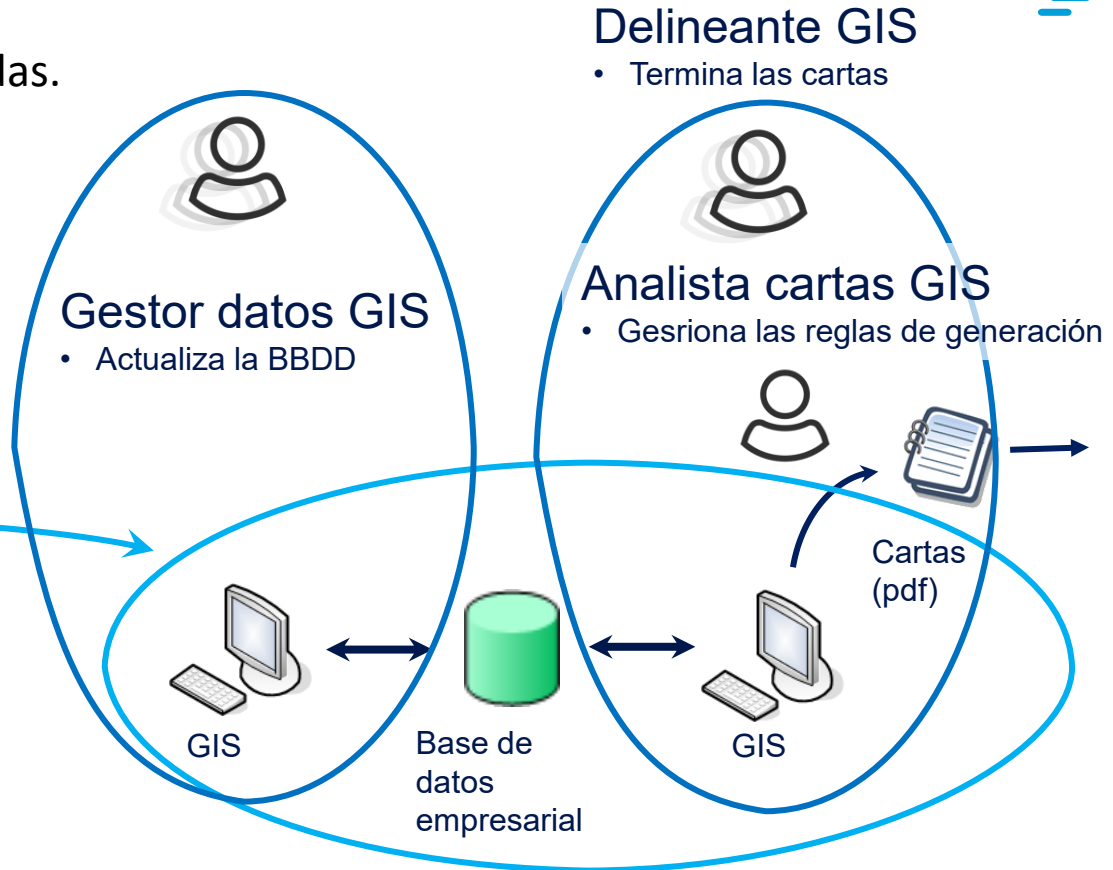 Delineante GIS
• Termina las cartas
las.
Gestor datos GIS
• Actualiza la BBDD
Analista cartas GIS
• Gesriona las reglas de generación
Cartas
(pdf)
GIS
Base de
datos
empresarial
GIS